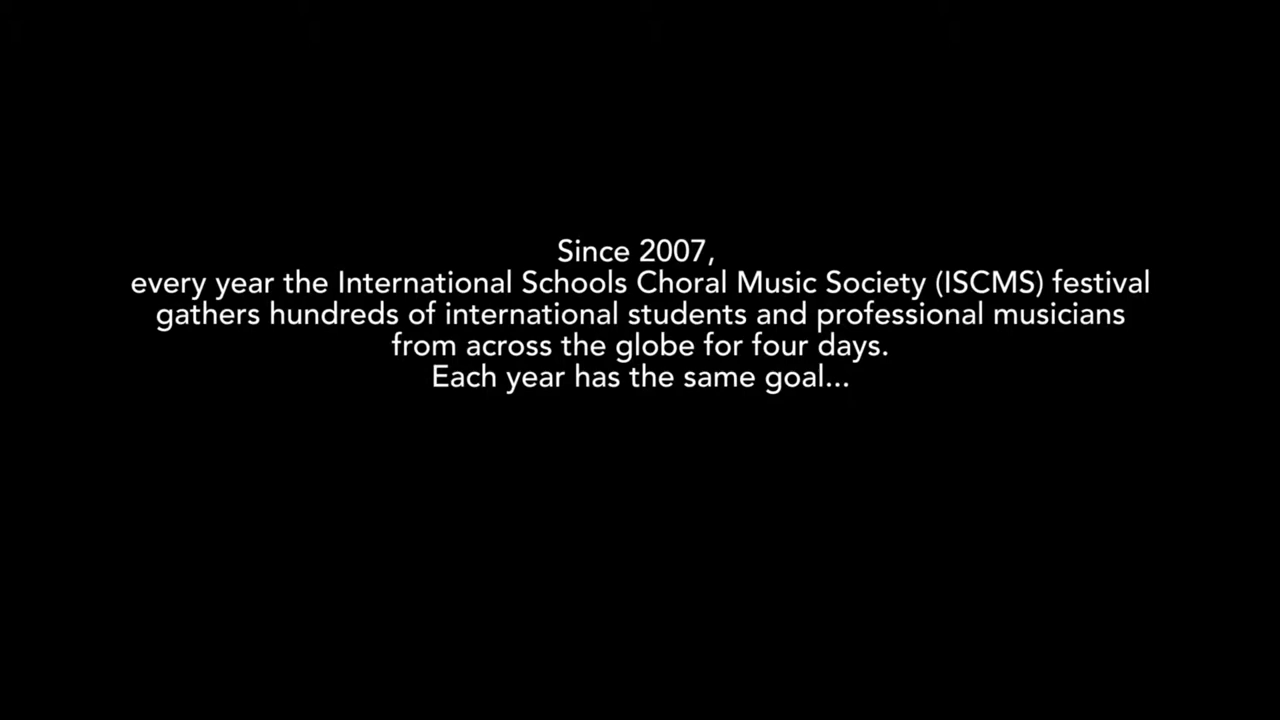 Since 2007,
every year the International Schools Choral Music Society (ISCMS) festival
gathers hundreds of international students and professional musicians
from across the globe for four days.
Each year has the same goal...